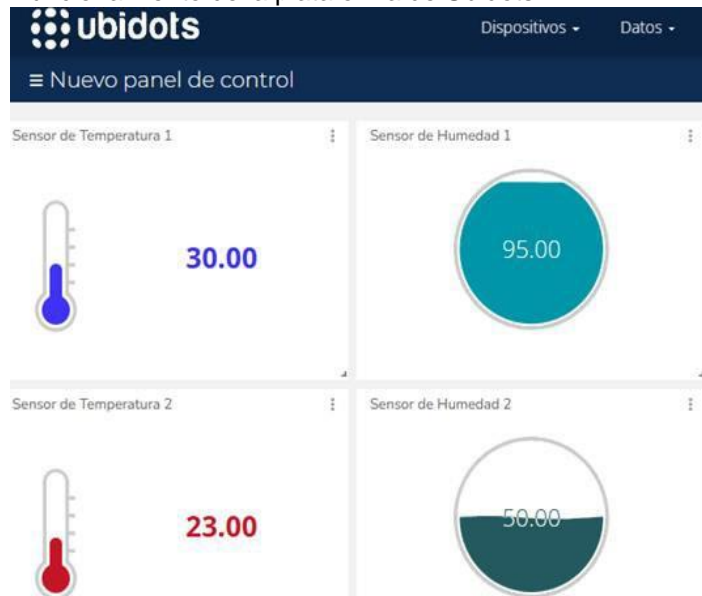 ubidots
Dispositivos
Datos
≡ Nuevo panel de control
Sensor de Temperatura 1
Sensor de Humedad 1
30.00
95.00
Sensor de Temperatura 2
Sensor de Humedad 2
23.00
50.00